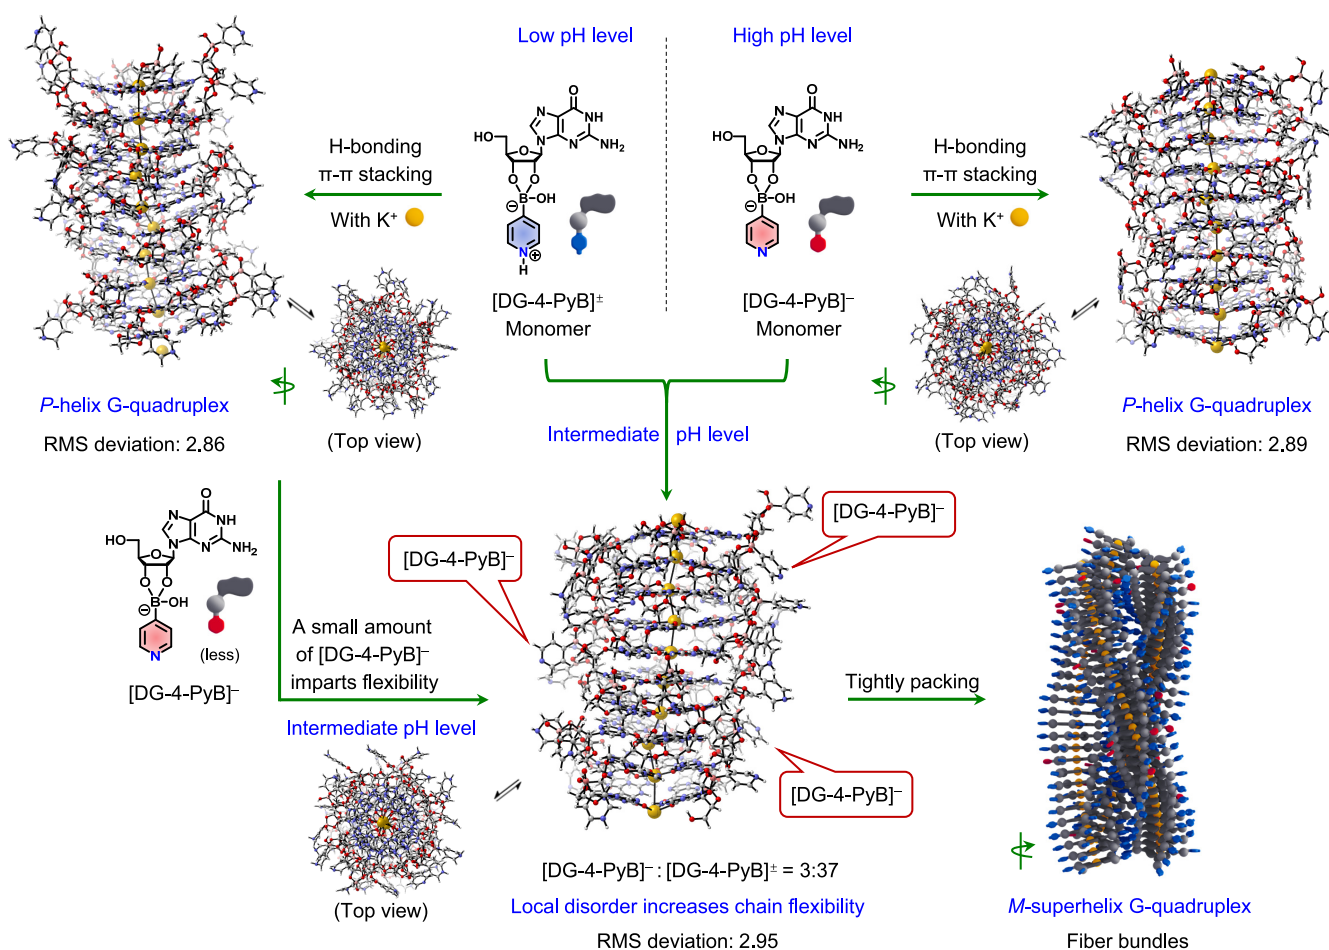 Low pH level
High pH level
O
N
NH
N
N
NH₂
HO
O
O
O
B
OH
⊖
N
⊕
H
[DG-4-PyB]±
Monomer
O
N
NH
N
N
NH₂
HO
O
O
O
B
OH
⊖
N
[DG-4-PyB]⁻
Monomer
H-bonding
π-π stacking
With K⁺
H-bonding
π-π stacking
With K⁺
P-helix G-quadruplex
RMS deviation: 2.86
(Top view)
Intermediate pH level
(Top view)
P-helix G-quadruplex
RMS deviation: 2.89
O
N
NH
N
N
NH₂
HO
O
O
O
B
OH
⊖
N
(less)
[DG-4-PyB]⁻
A small amount
of [DG-4-PyB]⁻
imparts flexibility
Intermediate pH level
(Top view)
[DG-4-PyB]⁻
[DG-4-PyB]⁻
[DG-4-PyB]⁻
[DG-4-PyB]⁻ : [DG-4-PyB]± = 3:37
Local disorder increases chain flexibility
RMS deviation: 2.95
Tightly packing
M-superhelix G-quadruplex
Fiber bundles